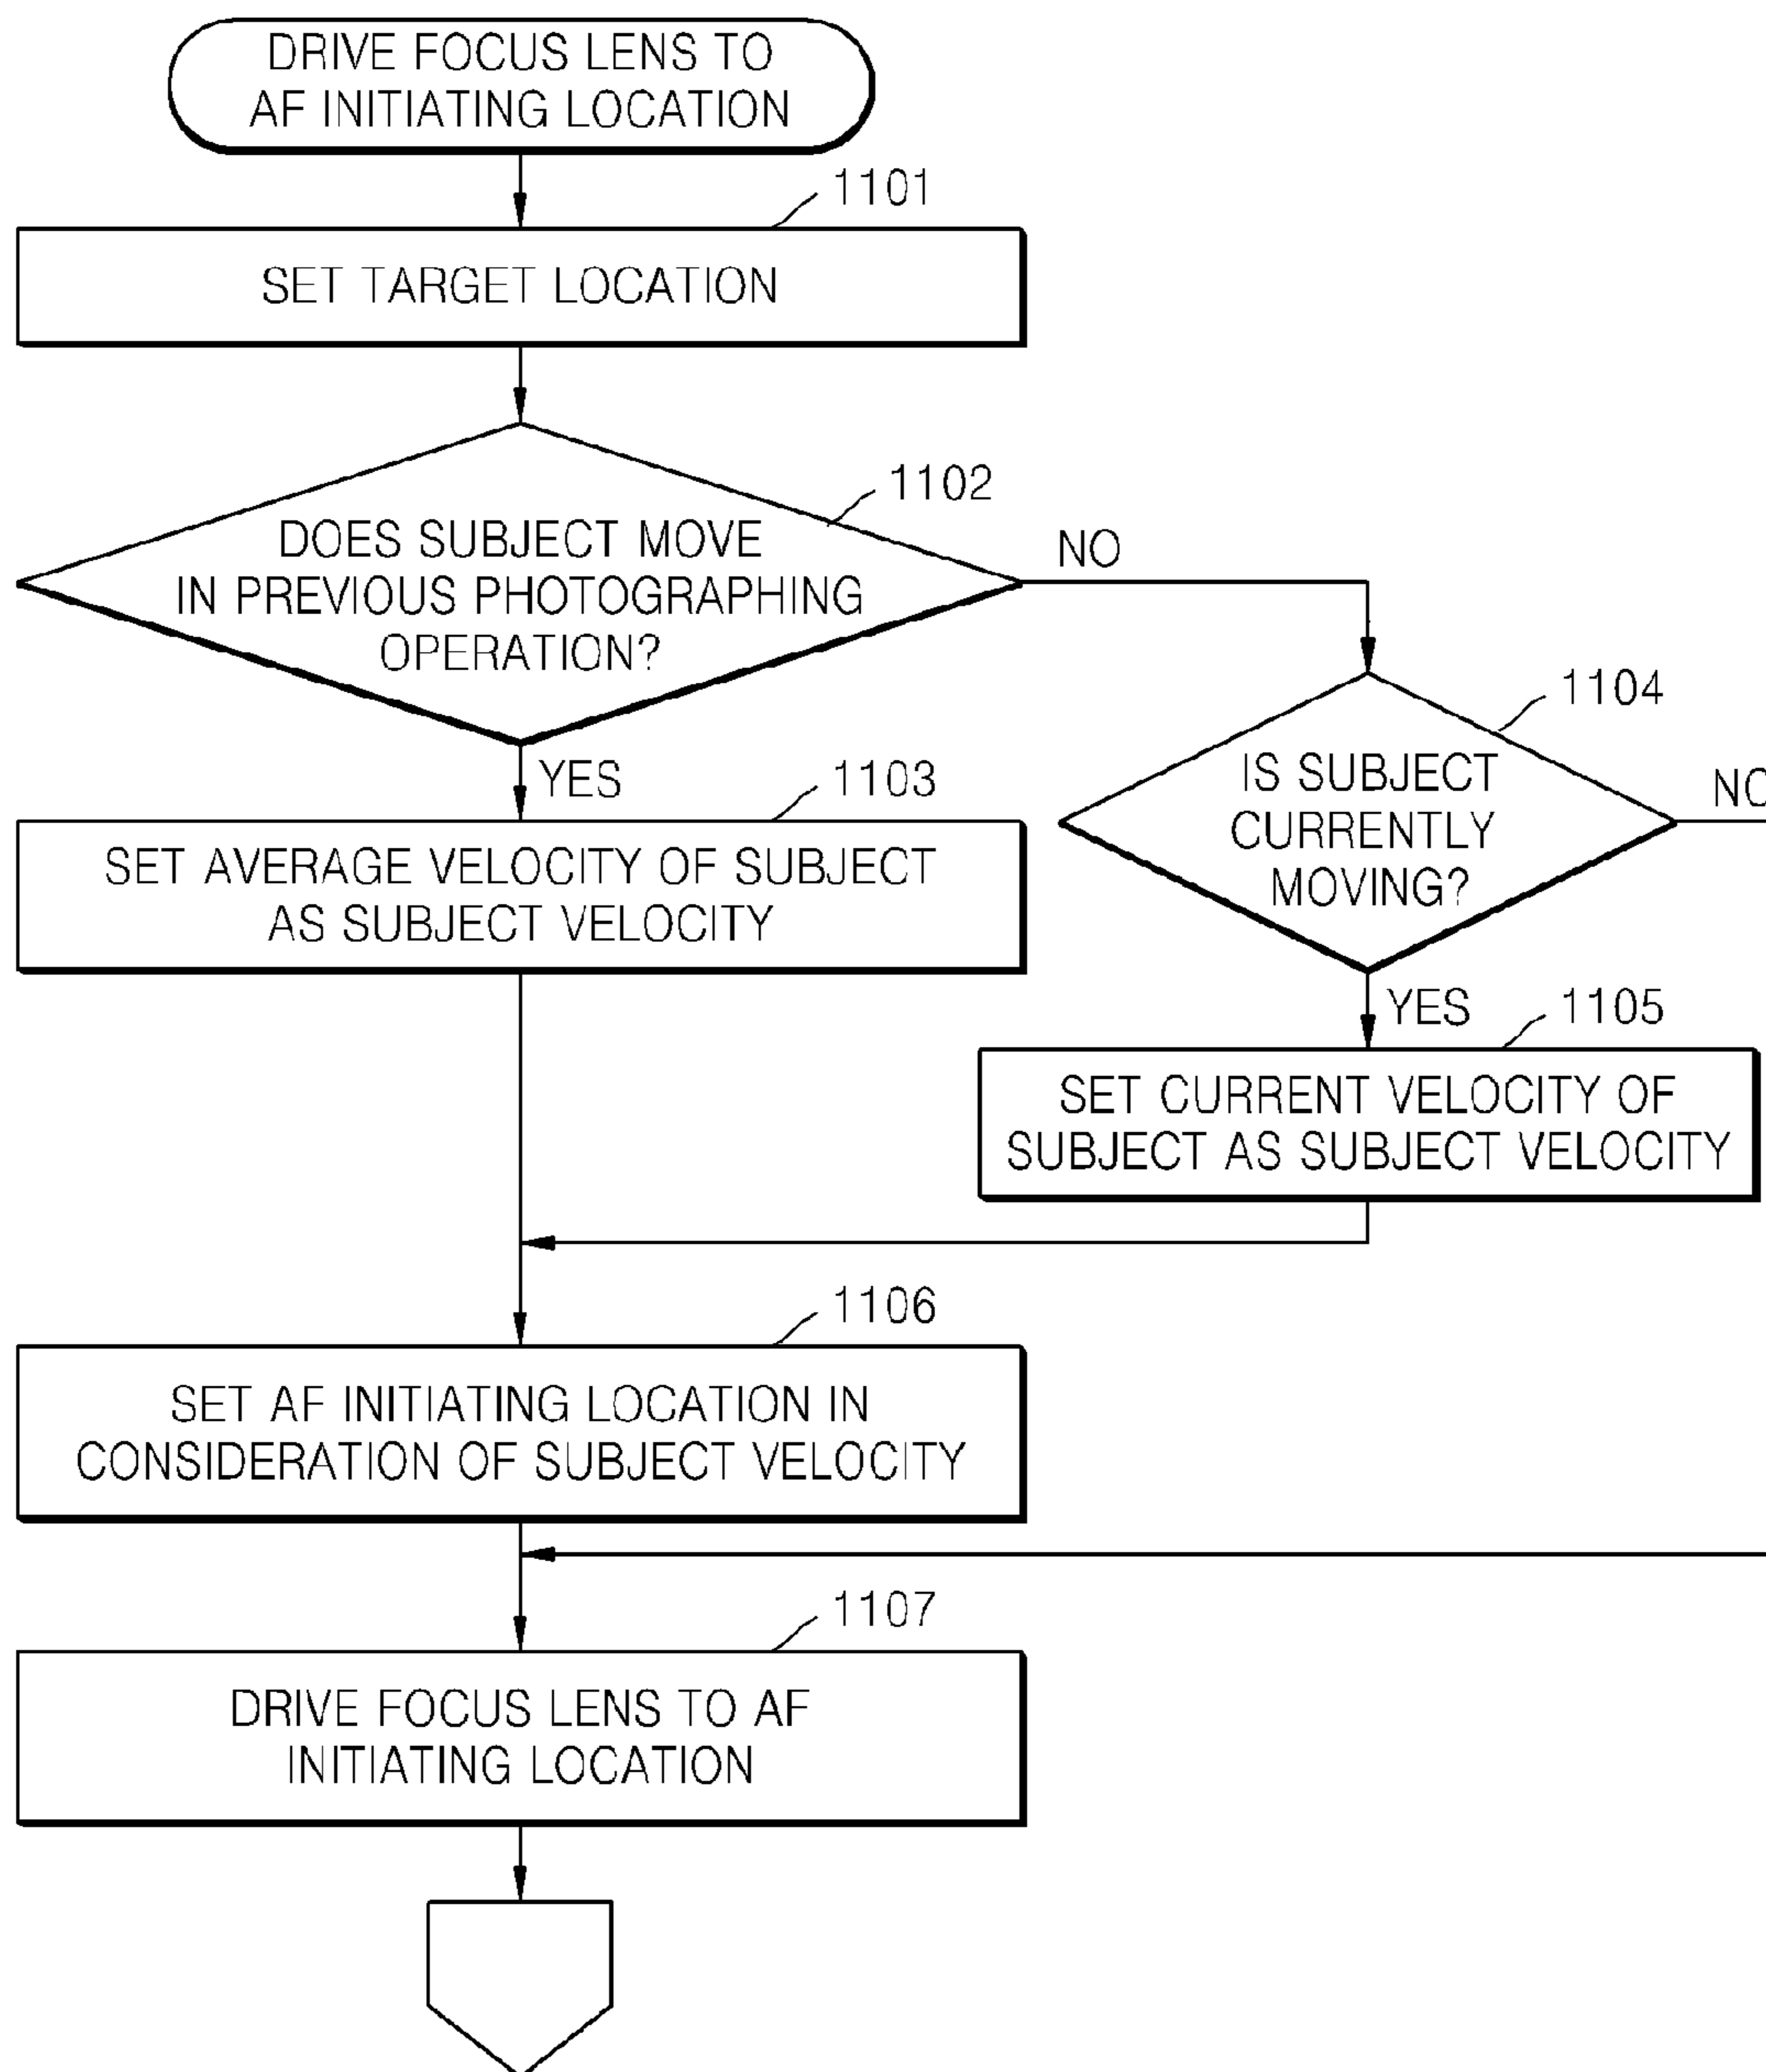 DRIVE FOCUS LENS TO
AF INITIATING LOCATION
1101
SET TARGET LOCATION
1102
DOES SUBJECT MOVE
IN PREVIOUS PHOTOGRAPHING
OPERATION?
NO
1104
IS SUBJECT
CURRENTLY
MOVING?
NO
YES
1103
SET AVERAGE VELOCITY OF SUBJECT
AS SUBJECT VELOCITY
YES
1105
SET CURRENT VELOCITY OF
SUBJECT AS SUBJECT VELOCITY
1106
SET AF INITIATING LOCATION IN
CONSIDERATION OF SUBJECT VELOCITY
1107
DRIVE FOCUS LENS TO AF
INITIATING LOCATION